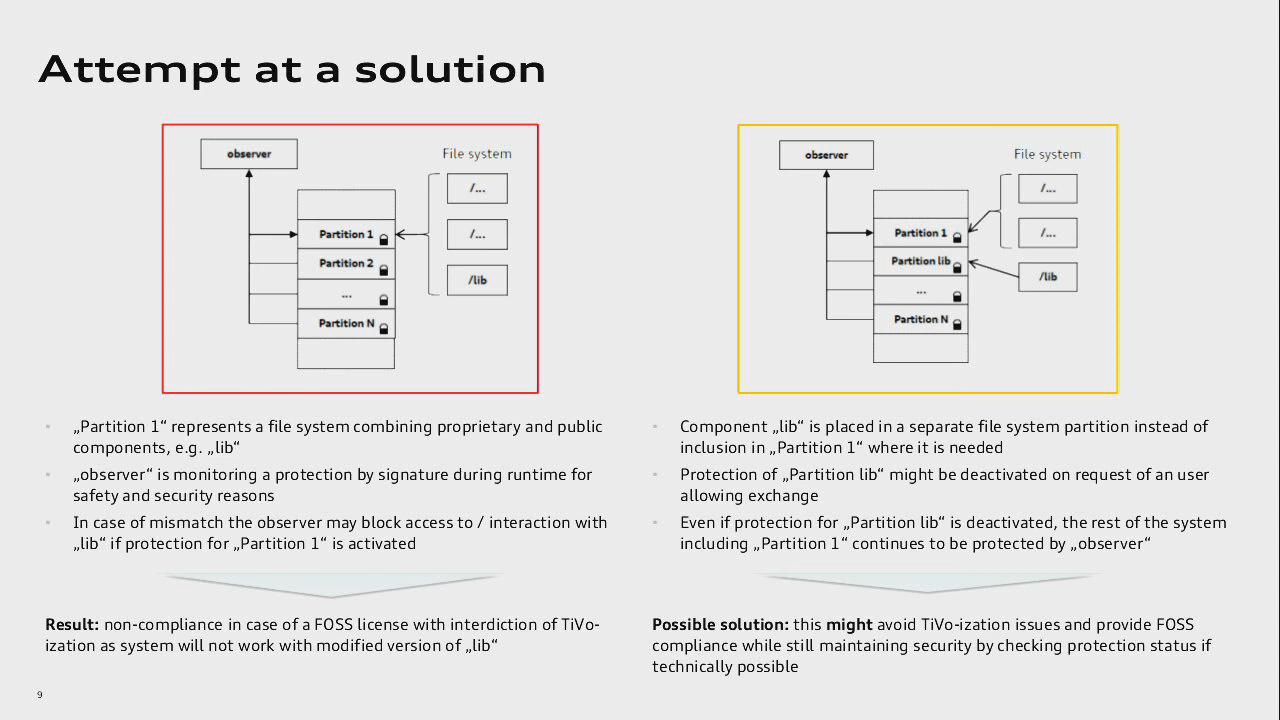 Attempt at a solution
observer
File system
/...
Partition 1
/...
Partition 2
/lib
...
Partition N
observer
File system
/...
Partition 1
/...
Partition lib
/lib
...
Partition N
„Partition 1“ represents a file system combining proprietary and public
components, e.g. „lib“
„observer“ is monitoring a protection by signature during runtime for
safety and security reasons
In case of mismatch the observer may block access to / interaction with
„lib“ if protection for „Partition 1“ is activated
Result: non-compliance in case of a FOSS license with interdiction of TiVo-
ization as system will not work with modified version of „lib“
Component „lib“ is placed in a separate file system partition instead of
inclusion in „Partition 1“ where it is needed
Protection of „Partition lib“ might be deactivated on request of an user
allowing exchange
Even if protection for „Partition lib“ is deactivated, the rest of the system
including „Partition 1“ continues to be protected by „observer“
Possible solution: this might avoid TiVo-ization issues and provide FOSS
compliance while still maintaining security by checking protection status if
technically possible
9